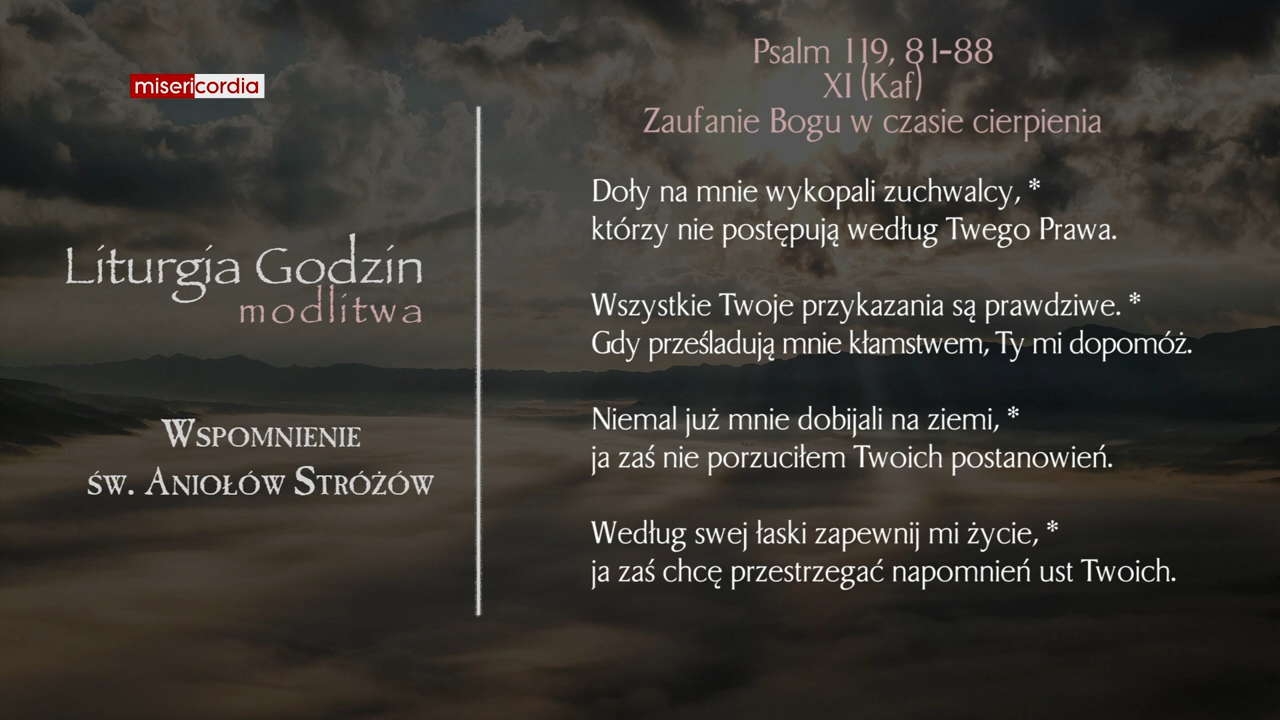 misericordia
Liturgia Godzin
modlitwa
Wspomnienie
św. Aniołów Stróżów
Psalm 119, 81-88
XI (Kaf)
Zaufanie Bogu w czasie cierpienia
Doły na mnie wykopali zuchwalcy, *
którzy nie postępują według Twego Prawa.
Wszystkie Twoje przykazania są prawdziwe. *
Gdy prześladują mnie kłamstwem, Ty mi dopomóż.
Niemal już mnie dobijali na ziemi, *
ja zaś nie porzuciłem Twoich postanowień.
Według swej łaski zapewnij mi życie, *
ja zaś chcę przestrzegać napomnień ust Twoich.